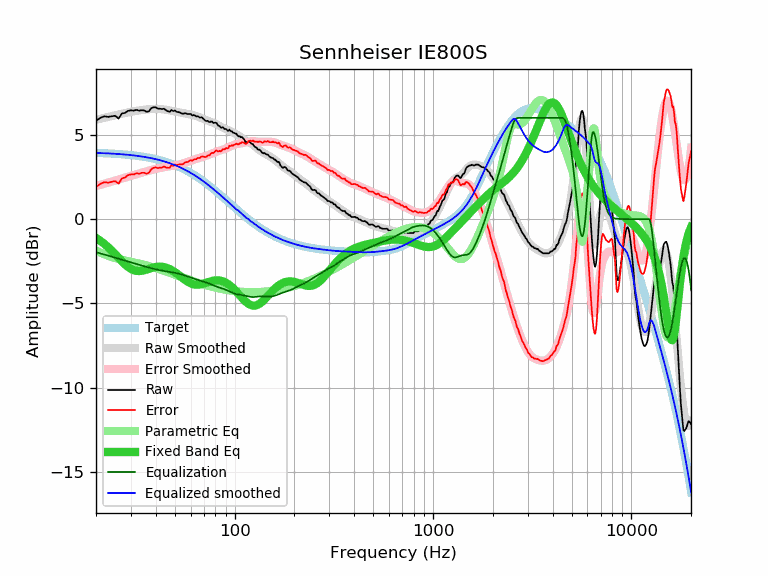 Sennheiser IE800S
Amplitude (dBr)
5
0
−5
−10
−15
Target
Raw Smoothed
Error Smoothed
Raw
Error
Parametric Eq
Fixed Band Eq
Equalization
Equalized smoothed
100
1000
10000
Frequency (Hz)